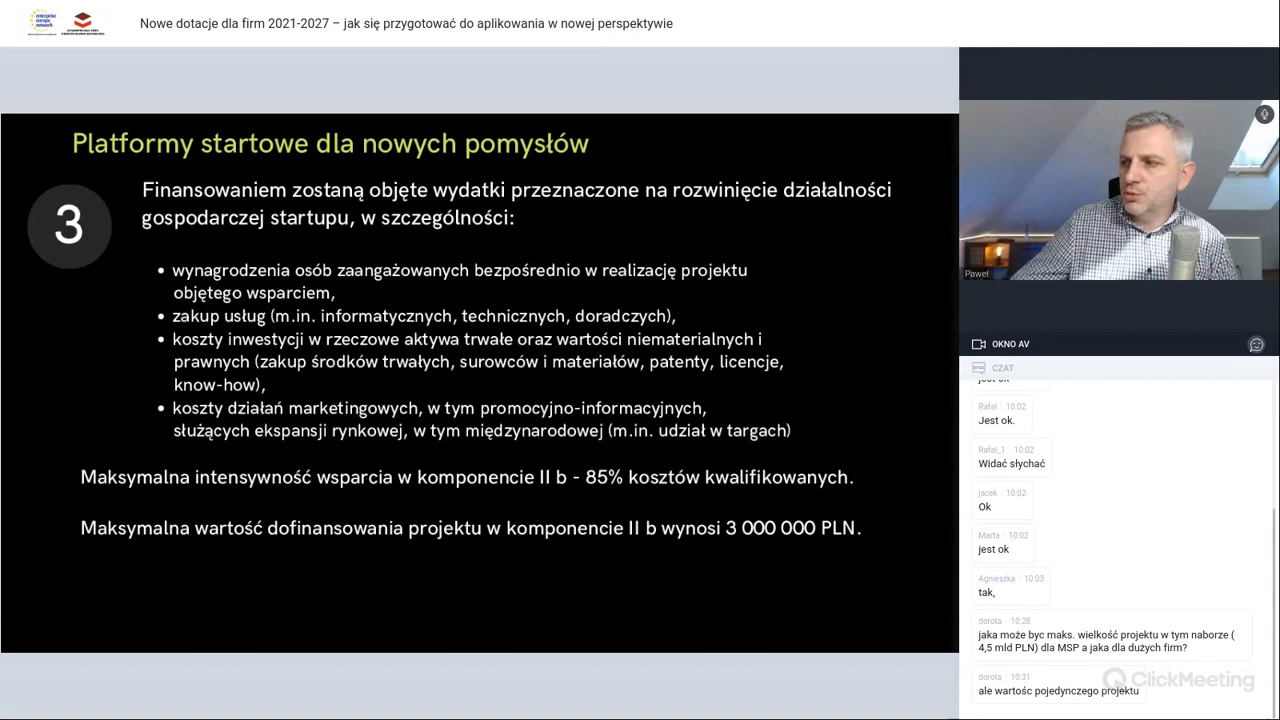 enterprise
europe
network
Nowe dotacje dla firm 2021-2027 – jak się przygotować do aplikowania w nowej perspektywie
Platformy startowe dla nowych pomysłów
3
Finansowaniem zostaną objęte wydatki przeznaczone na rozwinięcie działalności
gospodarczej startupu, w szczególności:
• wynagrodzenia osób zaangażowanych bezpośrednio w realizację projektu
objętego wsparciem,
• zakup usług (m.in. informatycznych, technicznych, doradczych),
• koszty inwestycji w rzeczowe aktywa trwałe oraz wartości niematerialnych i
prawnych (zakup środków trwałych, surowców i materiałów, patenty, licencje,
know-how),
• koszty działań marketingowych, w tym promocyjno-informacyjnych,
służących ekspansji rynkowej, w tym międzynarodowej (m.in. udział w targach)
Maksymalna intensywność wsparcia w komponencie II b - 85% kosztów kwalifikowanych.
Maksymalna wartość dofinansowania projektu w komponencie II b wynosi 3 000 000 PLN.
Paweł
OKNO AV
CZAT
jest ok
Rafał 10:02
Jest ok.
Rafał_1 10:02
Widać słychać
jacek 10:02
Ok
Marta 10:02
jest ok
Agnieszka 10:03
tak,
dorota 10:28
jaka może byc maks. wielkość projektu w tym naborze (
4,5 mld PLN) dla MSP a jaka dla dużych firm?
dorota 10:31
ale wartośc pojedynczego projektu
ClickMeeting